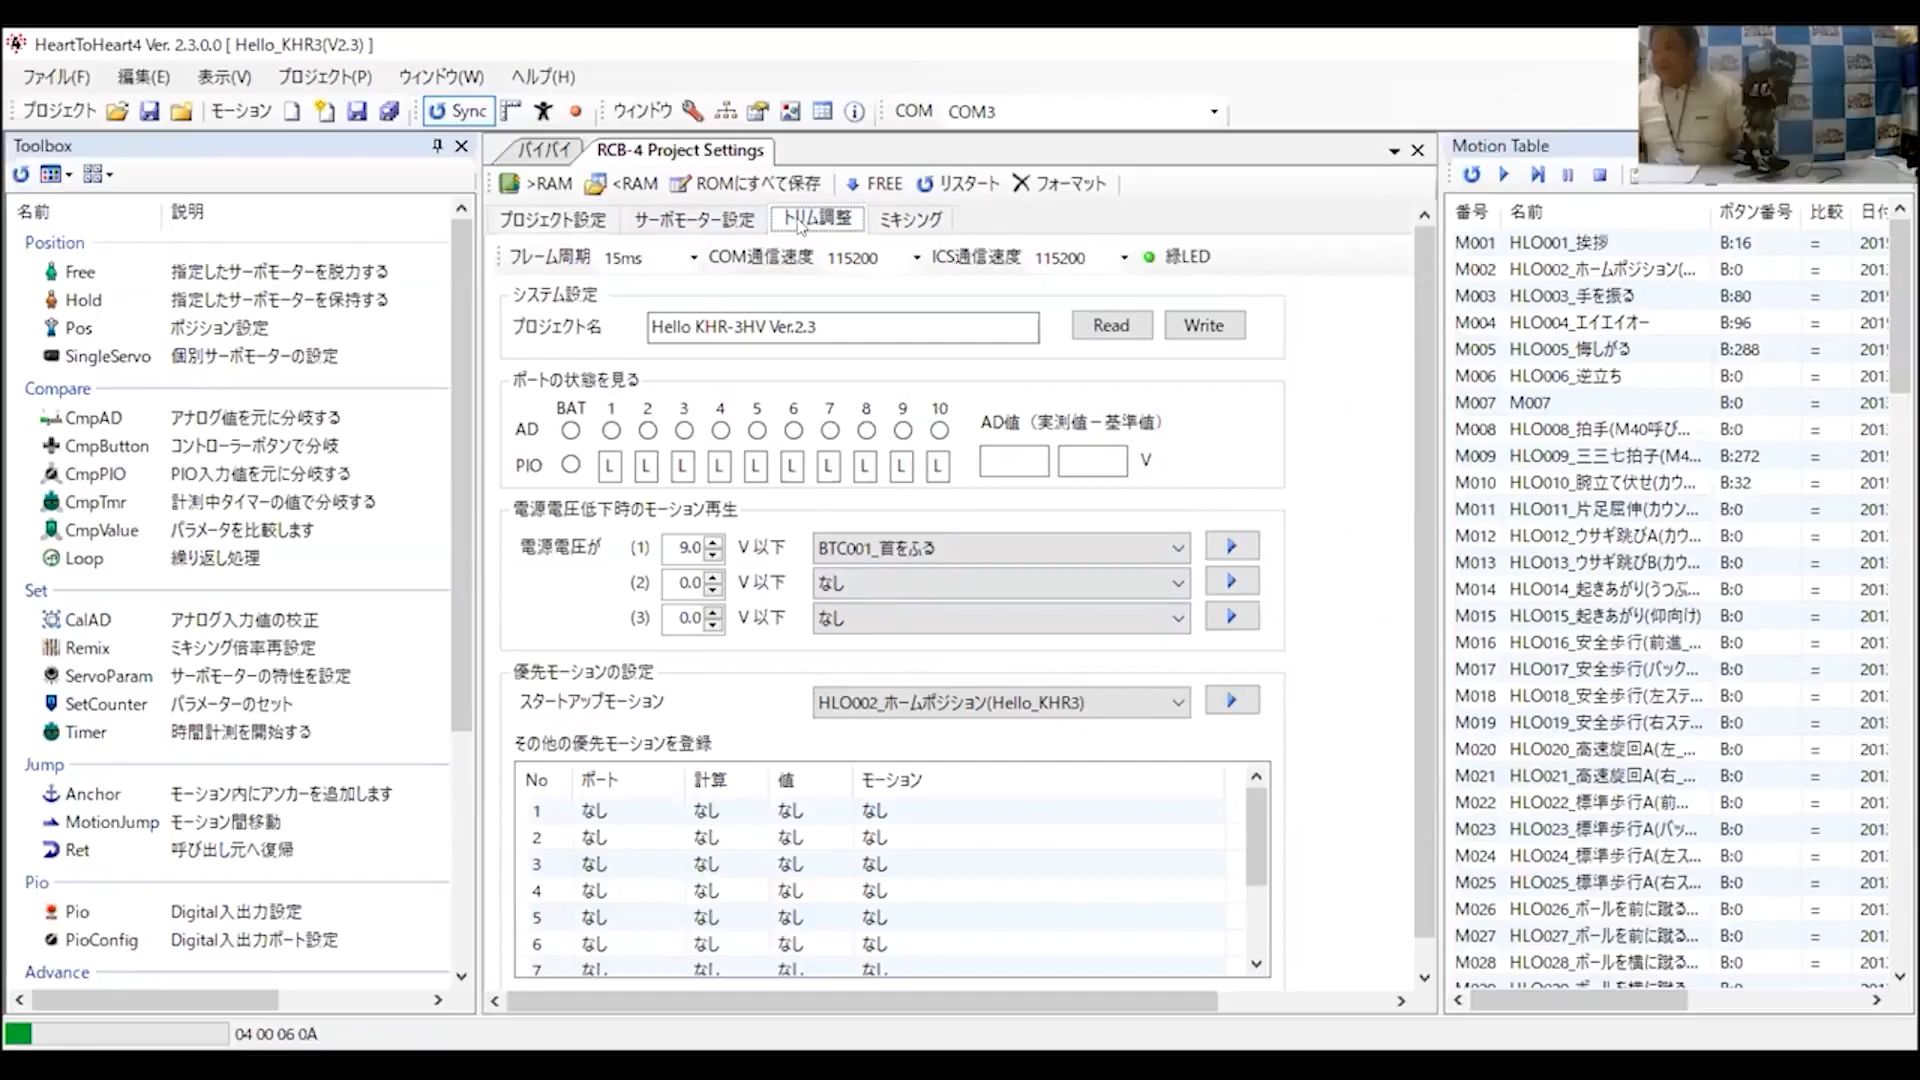 HeartToHeart4 Ver. 2.3.0.0 [ Hello_KHR3(V2.3) ]
ファイル(F) 編集(E) 表示(V) プロジェクト(P) ウィンドウ(W) ヘルプ(H)
プロジェクト モーション Sync ウィンドウ COM COM3
Toolbox
名前 説明
Position
Free 指定したサーボモーターを脱力する
Hold 指定したサーボモーターを保持する
Pos ポジション設定
SingleServo 個別サーボモーターの設定
Compare
CmpAD アナログ値を元に分岐する
CmpButton コントローラーボタンで分岐
CmpPIO PIO入力値を元に分岐する
CmpTmr 計測中タイマーの値で分岐する
CmpValue パラメータを比較します
Loop 繰り返し処理
Set
CalAD アナログ入力値の校正
Remix ミキシング倍率再設定
ServoParam サーボモーターの特性を設定
SetCounter パラメーターのセット
Timer 時間計測を開始する
Jump
Anchor モーション内にアンカーを追加します
MotionJump モーション間移動
Ret 呼び出し元へ復帰
Pio
Pio Digital入出力設定
PioConfig Digital入出力ポート設定
Advance
04 00 06 0A
バイバイ RCB-4 Project Settings
>RAM <RAM ROMにすべて保存 FREE リスタート フォーマット
プロジェクト設定 サーボモーター設定 トリム調整 ミキシング
フレーム周期 15ms COM通信速度 115200 ICS通信速度 115200 緑LED
システム設定
プロジェクト名 Hello KHR-3HV Ver.2.3 Read Write
ポートの状態を見る
BAT 1 2 3 4 5 6 7 8 9 10
AD AD値（実測値－基準値）
PIO L L L L L L L L L L V
電源電圧低下時のモーション再生
電源電圧が (1) 9.0 V 以下 BTC001_首をふる
(2) 0.0 V 以下 なし
(3) 0.0 V 以下 なし
優先モーションの設定
スタートアップモーション HLO002_ホームポジション(Hello_KHR3)
その他の優先モーションを登録
No ポート 計算 値 モーション
1 なし なし なし なし
2 なし なし なし なし
3 なし なし なし なし
4 なし なし なし なし
5 なし なし なし なし
6 なし なし なし なし
7 なし なし なし なし
Motion Table
番号 名前 ボタン番号 比較 日付
M001 HLO001_挨拶 B:16 = 201
M002 HLO002_ホームポジション(... B:0 = 201
M003 HLO003_手を振る B:80 = 201
M004 HLO004_エイエイオー B:96 = 201
M005 HLO005_悔しがる B:288 = 201
M006 HLO006_逆立ち B:0 = 201
M007 M007 B:0 = 201
M008 HLO008_拍手(M40呼び... B:0 = 201
M009 HLO009_三三七拍子(M4... B:272 = 201
M010 HLO010_腕立て伏せ(カウ... B:32 = 201
M011 HLO011_片足屈伸(カウン... B:0 = 201
M012 HLO012_ウサギ跳びA(カウ... B:0 = 201
M013 HLO013_ウサギ跳びB(カウ... B:0 = 201
M014 HLO014_起きあがり(うつぶ... B:0 = 201
M015 HLO015_起きあがり(仰向け) B:0 = 201
M016 HLO016_安全歩行(前進_... B:0 = 201
M017 HLO017_安全歩行(バック... B:0 = 201
M018 HLO018_安全歩行(左ステ... B:0 = 201
M019 HLO019_安全歩行(右ステ... B:0 = 201
M020 HLO020_高速旋回A(左_... B:0 = 201
M021 HLO021_高速旋回A(右_... B:0 = 201
M022 HLO022_標準歩行A(前... B:0 = 201
M023 HLO023_標準歩行A(バッ... B:0 = 201
M024 HLO024_標準歩行A(左ス... B:0 = 201
M025 HLO025_標準歩行A(右ス... B:0 = 201
M026 HLO026_ボールを前に蹴る... B:0 = 201
M027 HLO027_ボールを前に蹴る... B:0 = 201
M028 HLO028_ボールを横に蹴る... B:0 = 201